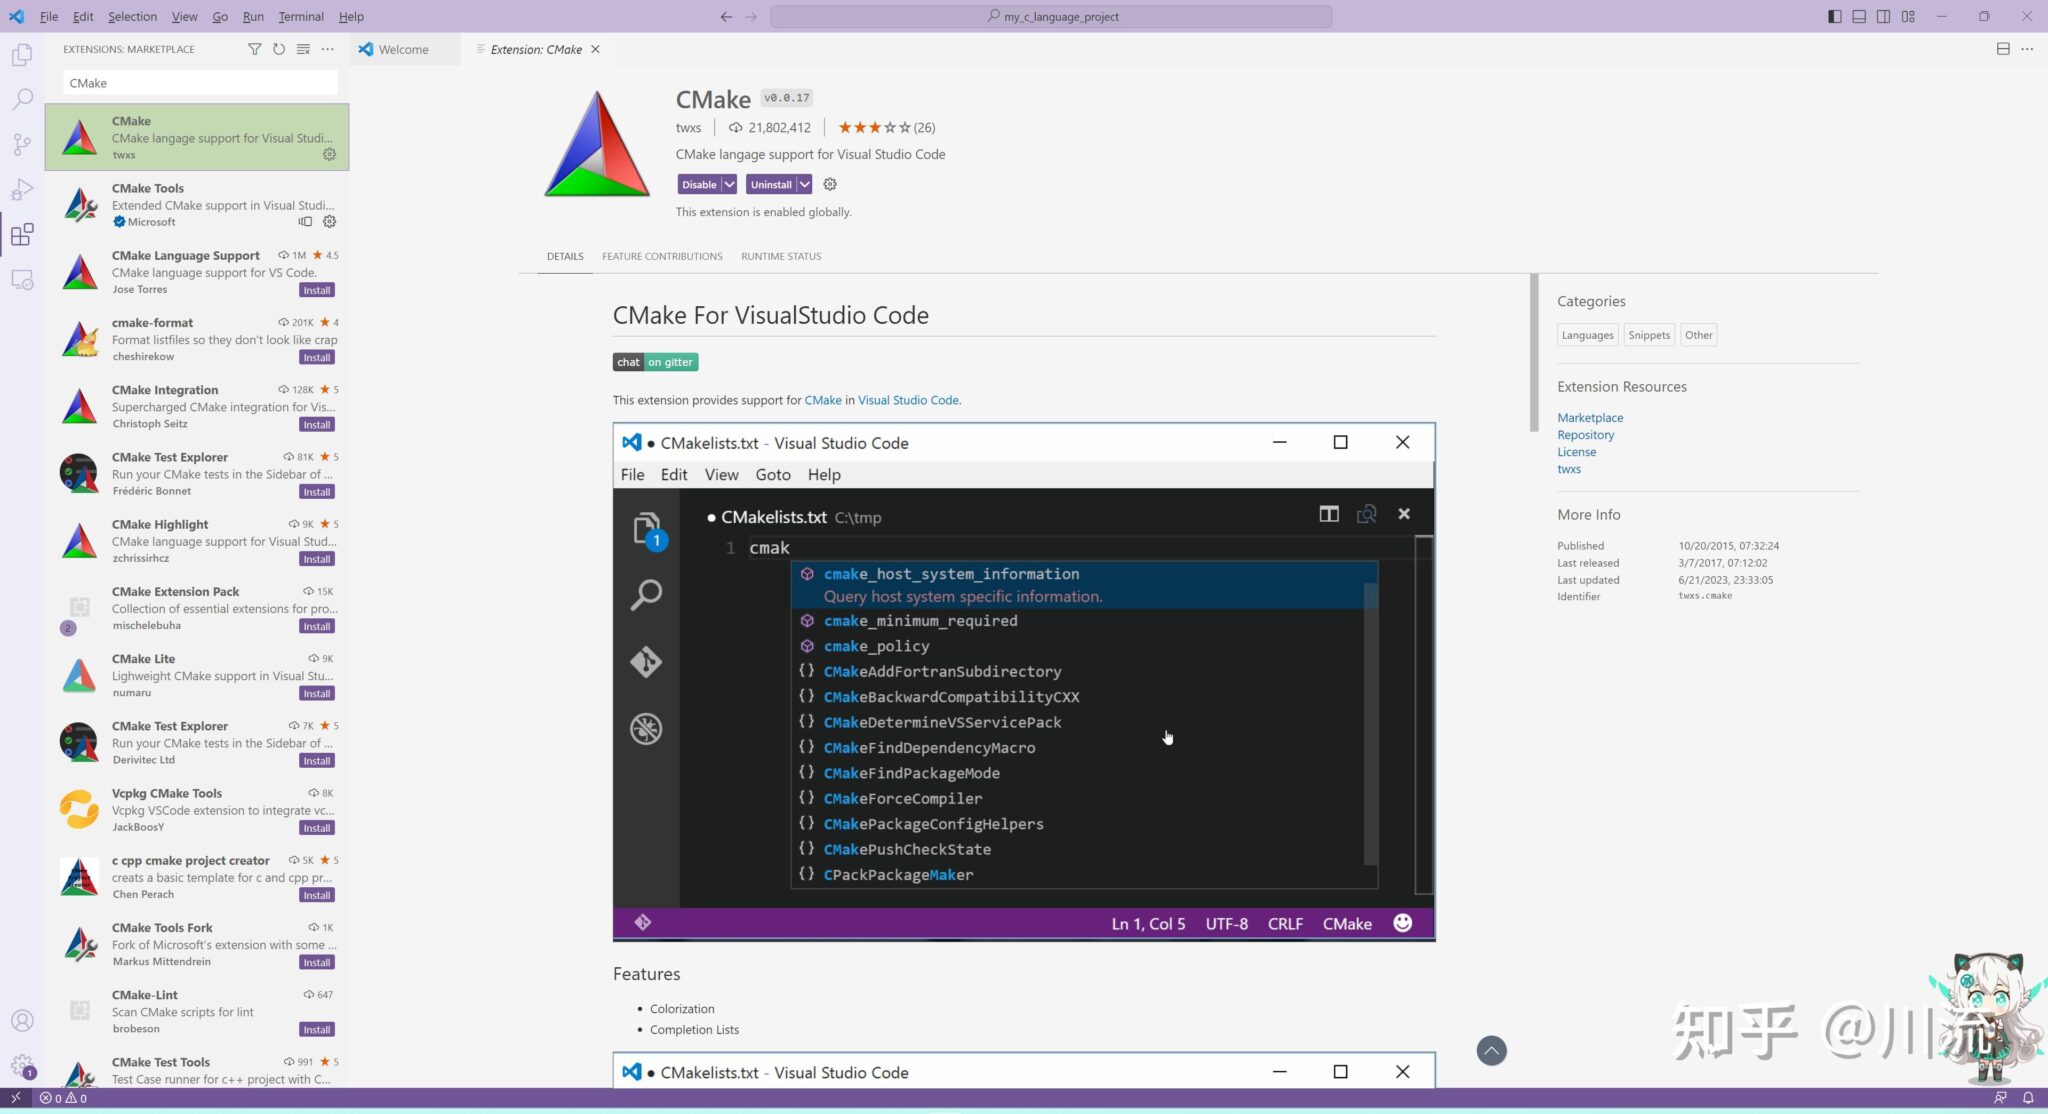 File Edit Selection View Go Run Terminal Help
my_c_language_project
EXTENSIONS: MARKETPLACE
CMake
CMake
CMake langage support for Visual Studi...
twxs
CMake Tools
Extended CMake support in Visual Studi...
Microsoft
CMake Language Support 1M 4.5
CMake language support for VS Code.
Jose Torres Install
cmake-format 201K 4
Format listfiles so they don't look like crap
cheshirekow Install
CMake Integration 128K 5
Supercharged CMake integration for Vis...
Christoph Seitz Install
CMake Test Explorer 81K 5
Run your CMake tests in the Sidebar of ...
Frédéric Bonnet Install
CMake Highlight 9K 5
CMake language support for Visual Stud...
zchrissirhcz Install
CMake Extension Pack 15K
Collection of essential extensions for pro...
2
mischelebuha Install
CMake Lite 9K
Lighweight CMake support in Visual Stu...
numaru Install
CMake Test Explorer 7K 5
Run your CMake tests in the Sidebar of ...
Derivitec Ltd Install
Vcpkg CMake Tools 8K
Vcpkg VSCode extension to integrate vc...
JackBoosY Install
c cpp cmake project creator 5K 5
creats a basic template for c and cpp pr...
Chen Perach Install
CMake Tools Fork 1K
Fork of Microsoft's extension with some ...
Markus Mittendrein Install
CMake-Lint 647
Scan CMake scripts for lint
brobeson Install
CMake Test Tools 991 5
Test Case runner for c++ project with C...
1
0 0
Welcome Extension: CMake
CMake v0.0.17
twxs 21,802,412 (26)
CMake langage support for Visual Studio Code
Disable Uninstall
This extension is enabled globally.
DETAILS FEATURE CONTRIBUTIONS RUNTIME STATUS
CMake For VisualStudio Code
chat on gitter
This extension provides support for CMake in Visual Studio Code.
● CMakelists.txt - Visual Studio Code
File Edit View Goto Help
● CMakelists.txt C:\tmp
1
1 cmak
cmake_host_system_information
Query host system specific information.
cmake_minimum_required
cmake_policy
{} CMakeAddFortranSubdirectory
{} CMakeBackwardCompatibilityCXX
{} CMakeDetermineVSServicePack
{} CMakeFindDependencyMacro
{} CMakeFindPackageMode
{} CMakeForceCompiler
{} CMakePackageConfigHelpers
{} CMakePushCheckState
{} CPackPackageMaker
Ln 1, Col 5 UTF-8 CRLF CMake
Features
• Colorization
• Completion Lists
● CMakelists.txt - Visual Studio Code
Categories
Languages Snippets Other
Extension Resources
Marketplace
Repository
License
twxs
More Info
Published 10/20/2015, 07:32:24
Last released 3/7/2017, 07:12:02
Last updated 6/21/2023, 23:33:05
Identifier twxs.cmake
知乎 @川流